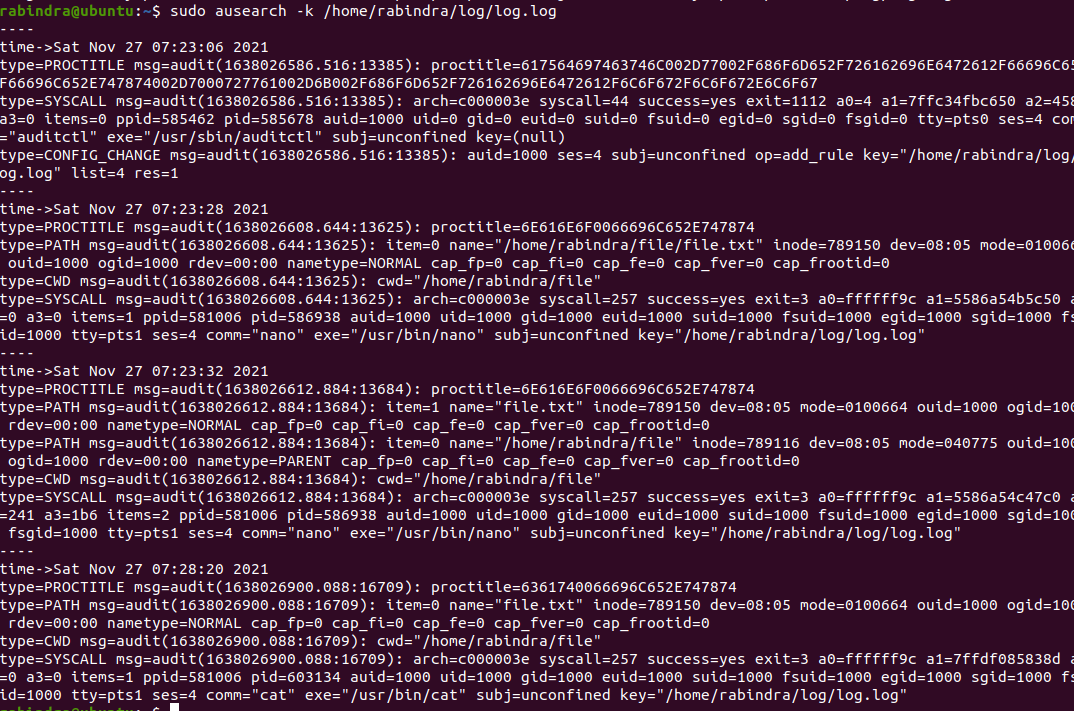 rabindra@ubuntu:~$ sudo ausearch -k /home/rabindra/log/log.log
----
time->Sat Nov 27 07:23:06 2021
type=PROCTITLE msg=audit(1638026586.516:13385): proctitle=617564697463746C002D77002F686F6D652F726162696E6472612F66696C65
F66696C652E747874002D7000727761002D6B002F686F6D652F726162696E6472612F6C6F672F6C6F672E6C6F67
type=SYSCALL msg=audit(1638026586.516:13385): arch=c000003e syscall=44 success=yes exit=1112 a0=4 a1=7ffc34fbc650 a2=458
a3=0 items=0 ppid=585462 pid=585678 auid=1000 uid=0 gid=0 euid=0 suid=0 fsuid=0 egid=0 sgid=0 fsgid=0 tty=pts0 ses=4 com
="auditctl" exe="/usr/sbin/auditctl" subj=unconfined key=(null)
type=CONFIG_CHANGE msg=audit(1638026586.516:13385): auid=1000 ses=4 subj=unconfined op=add_rule key="/home/rabindra/log/
og.log" list=4 res=1
----
time->Sat Nov 27 07:23:28 2021
type=PROCTITLE msg=audit(1638026608.644:13625): proctitle=6E616E6F0066696C652E747874
type=PATH msg=audit(1638026608.644:13625): item=0 name="/home/rabindra/file/file.txt" inode=789150 dev=08:05 mode=010066
ouid=1000 ogid=1000 rdev=00:00 nametype=NORMAL cap_fp=0 cap_fi=0 cap_fe=0 cap_fver=0 cap_frootid=0
type=CWD msg=audit(1638026608.644:13625): cwd="/home/rabindra/file"
type=SYSCALL msg=audit(1638026608.644:13625): arch=c000003e syscall=257 success=yes exit=3 a0=ffffff9c a1=5586a54b5c50 a
=0 a3=0 items=1 ppid=581006 pid=586938 auid=1000 uid=1000 gid=1000 euid=1000 suid=1000 fsuid=1000 egid=1000 sgid=1000 fs
id=1000 tty=pts1 ses=4 comm="nano" exe="/usr/bin/nano" subj=unconfined key="/home/rabindra/log/log.log"
----
time->Sat Nov 27 07:23:32 2021
type=PROCTITLE msg=audit(1638026612.884:13684): proctitle=6E616E6F0066696C652E747874
type=PATH msg=audit(1638026612.884:13684): item=1 name="file.txt" inode=789150 dev=08:05 mode=0100664 ouid=1000 ogid=100
rdev=00:00 nametype=NORMAL cap_fp=0 cap_fi=0 cap_fe=0 cap_fver=0 cap_frootid=0
type=PATH msg=audit(1638026612.884:13684): item=0 name="/home/rabindra/file" inode=789116 dev=08:05 mode=040775 ouid=100
ogid=1000 rdev=00:00 nametype=PARENT cap_fp=0 cap_fi=0 cap_fe=0 cap_fver=0 cap_frootid=0
type=CWD msg=audit(1638026612.884:13684): cwd="/home/rabindra/file"
type=SYSCALL msg=audit(1638026612.884:13684): arch=c000003e syscall=257 success=yes exit=3 a0=ffffff9c a1=5586a54c47c0 a
=241 a3=1b6 items=2 ppid=581006 pid=586938 auid=1000 uid=1000 gid=1000 euid=1000 suid=1000 fsuid=1000 egid=1000 sgid=100
fsgid=1000 tty=pts1 ses=4 comm="nano" exe="/usr/bin/nano" subj=unconfined key="/home/rabindra/log/log.log"
----
time->Sat Nov 27 07:28:20 2021
type=PROCTITLE msg=audit(1638026900.088:16709): proctitle=6361740066696C652E747874
type=PATH msg=audit(1638026900.088:16709): item=0 name="file.txt" inode=789150 dev=08:05 mode=0100664 ouid=1000 ogid=100
rdev=00:00 nametype=NORMAL cap_fp=0 cap_fi=0 cap_fe=0 cap_fver=0 cap_frootid=0
type=CWD msg=audit(1638026900.088:16709): cwd="/home/rabindra/file"
type=SYSCALL msg=audit(1638026900.088:16709): arch=c000003e syscall=257 success=yes exit=3 a0=ffffff9c a1=7ffdf085838d a
=0 a3=0 items=1 ppid=581006 pid=603134 auid=1000 uid=1000 gid=1000 euid=1000 suid=1000 fsuid=1000 egid=1000 sgid=1000 fs
id=1000 tty=pts1 ses=4 comm="cat" exe="/usr/bin/cat" subj=unconfined key="/home/rabindra/log/log.log"
rabindra@ubuntu:~$